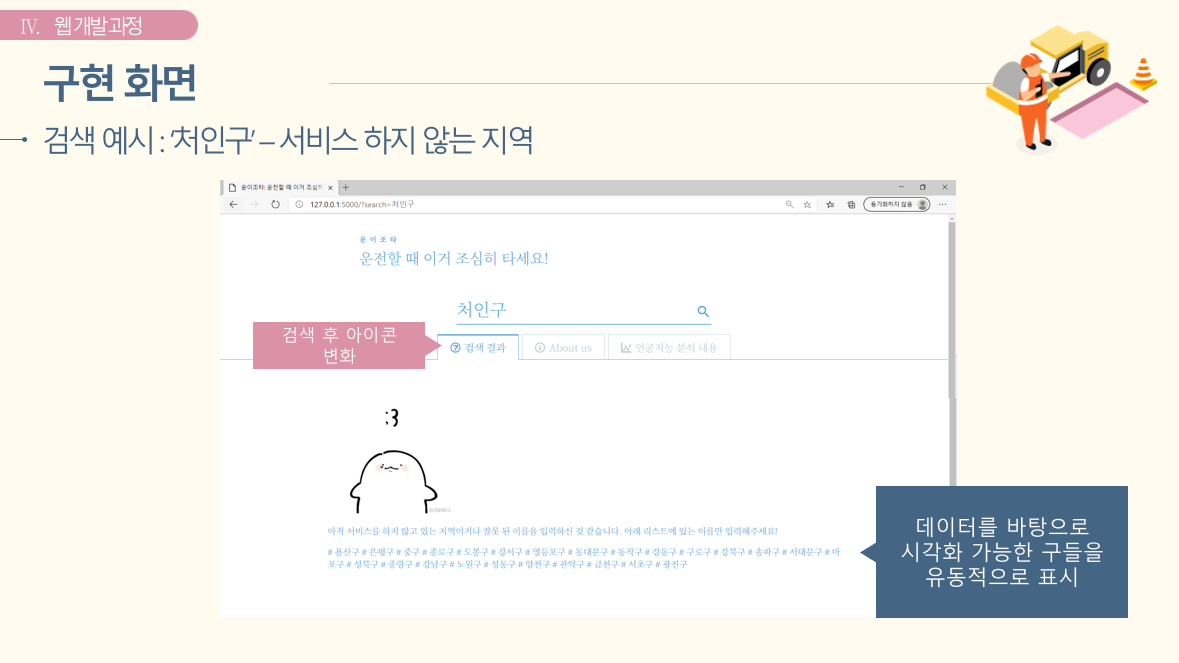 Ⅳ. 웹개발과정
구현 화면
검색 예시 : ‘처인구’ – 서비스 하지 않는 지역
운이조타: 운전할 때 이거 조심히
127.0.0.1:5000/?search=처인구
동기화하지 않음
운이조타
운전할 때 이거 조심히 타세요!
처인구
검색 후 아이콘
변화
검색 결과
About us
인공지능 분석 내용
;3
아직 서비스를 하지 않고 있는 지역이거나 잘못 된 이름을 입력하신 것 같습니다. 아래 리스트에 있는 이름만 입력해주세요!
# 용산구 # 은평구 # 중구 # 종로구 # 도봉구 # 강서구 # 영등포구 # 동대문구 # 동작구 # 강동구 # 구로구 # 강북구 # 송파구 # 서대문구 # 마
포구 # 성북구 # 중랑구 # 강남구 # 노원구 # 성동구 # 양천구 # 관악구 # 금천구 # 서초구 # 광진구
데이터를 바탕으로
시각화 가능한 구들을
유동적으로 표시